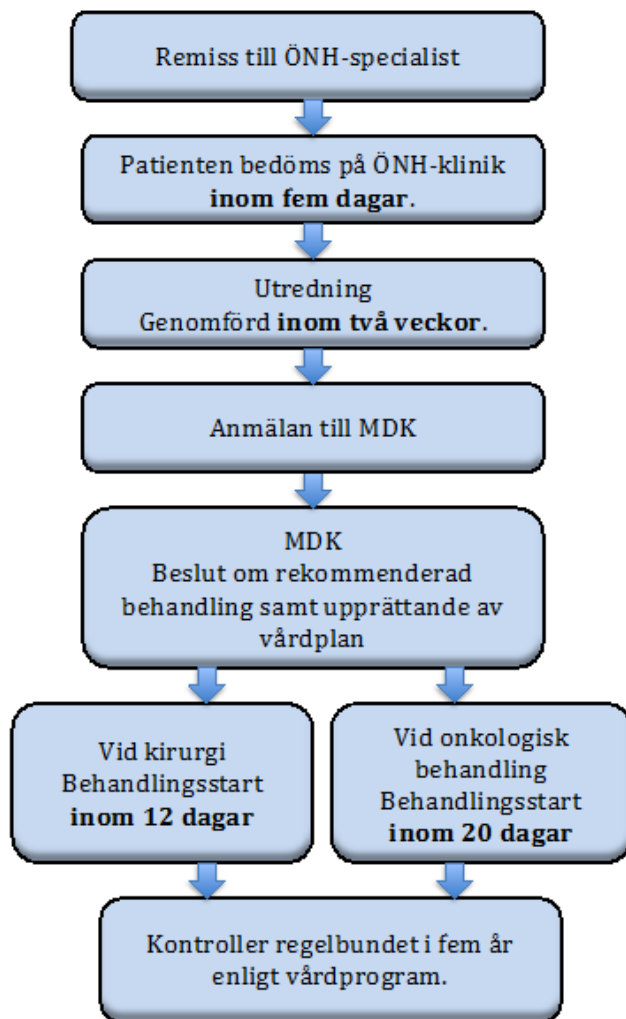 Remiss till ÖNH-specialist
Patienten bedöms på ÖNH-klinik
inom fem dagar.
Utredning
Genomförd inom två veckor.
Anmälan till MDK
MDK
Beslut om rekommenderad
behandling samt upprättande av
vårdplan
Vid kirurgi
Behandlingsstart
inom 12 dagar
Vid onkologisk
behandling
Behandlingsstart
inom 20 dagar
Kontroller regelbundet i fem år
enligt vårdprogram.